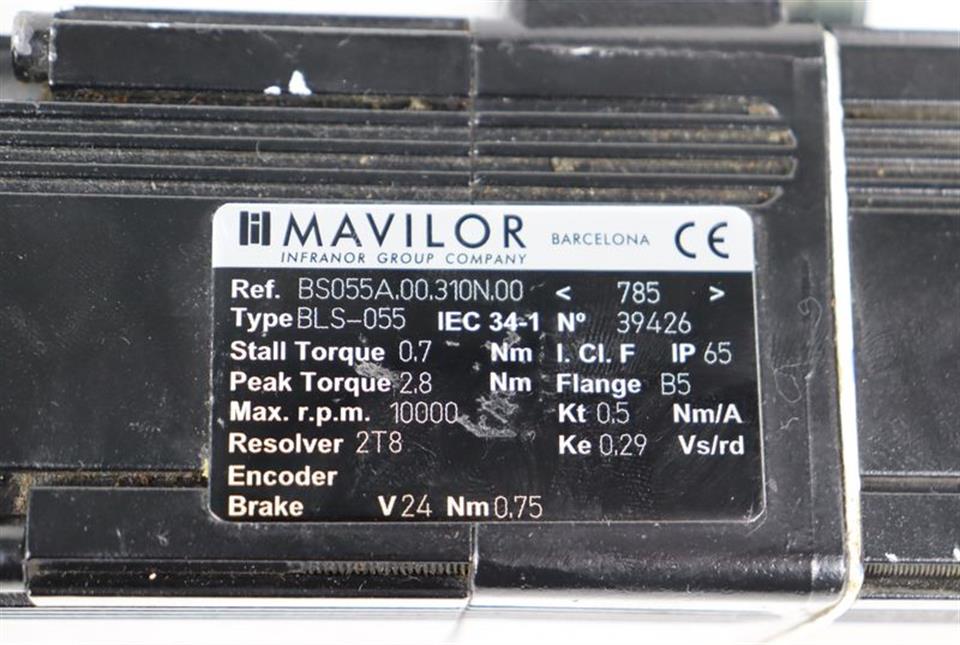 MAVILOR BARCELONA CE
INFRANOR GROUP COMPANY
Ref. BS055A.00.310N.00 < 785 >
Type BLS-055 IEC 34-1 Nº 39426
Stall Torque 0.7 Nm I. Cl. F IP 65
Peak Torque 2.8 Nm Flange B5
Max. r.p.m. 10000 Kt 0.5 Nm/A
Resolver 2T8 Ke 0.29 Vs/rd
Encoder
Brake V 24 Nm 0.75